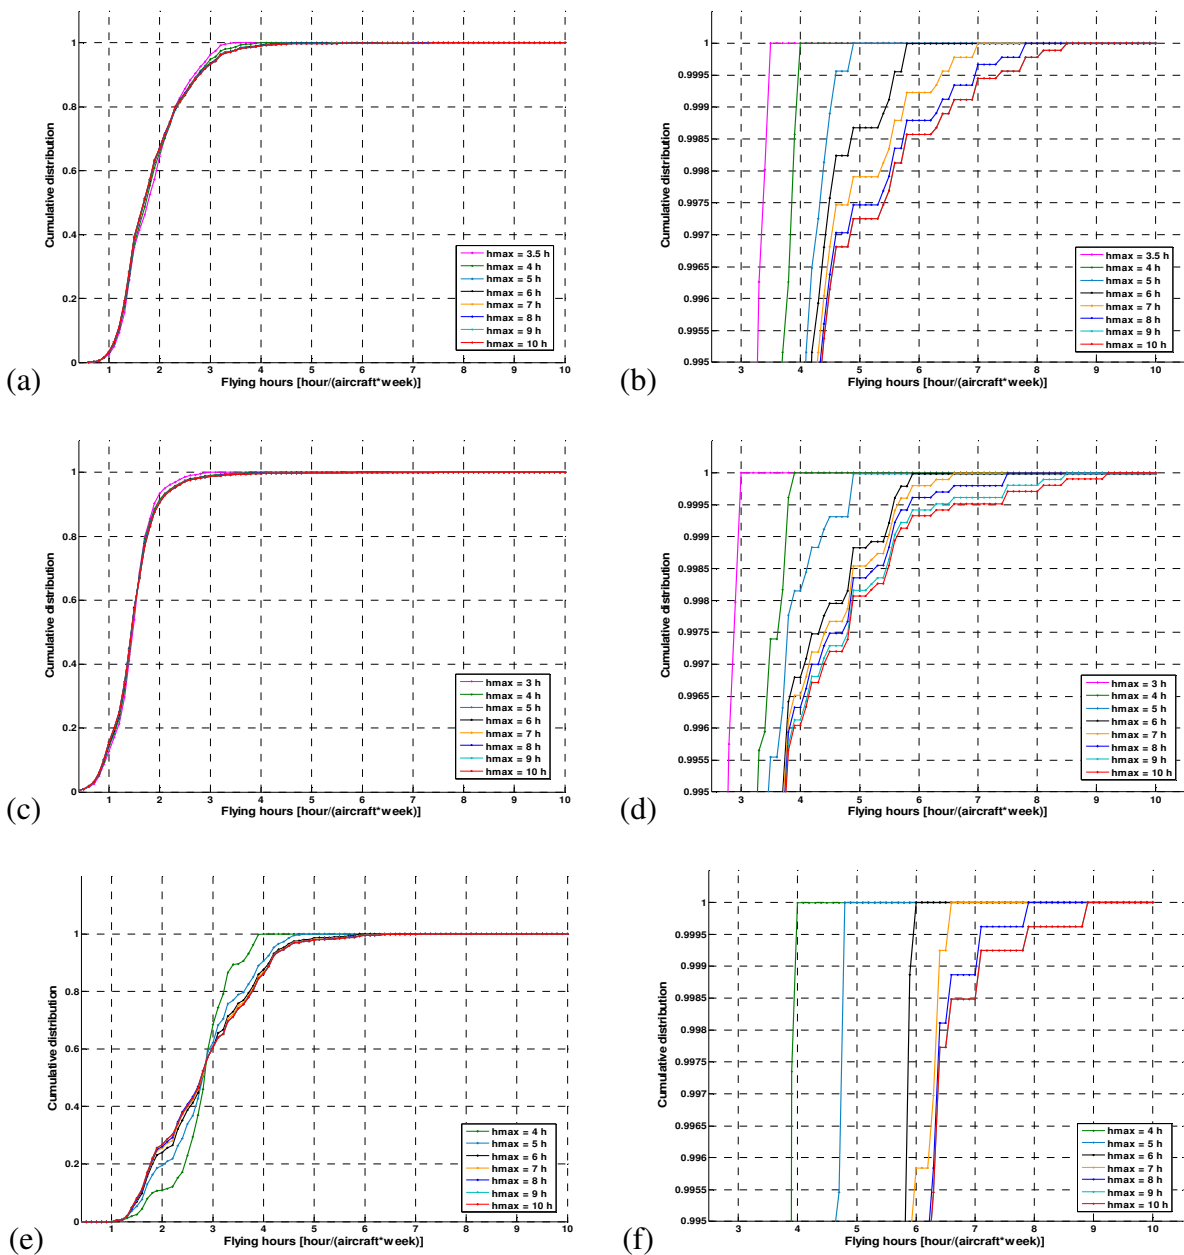 1
0.8
0.6
0.4
0.2
0
Cumulative distribution
1 2 3 4 5 6 7 8 9 10
Flying hours [hour/(aircraft*week)]
hmax = 3.5 h
hmax = 4 h
hmax = 5 h
hmax = 6 h
hmax = 7 h
hmax = 8 h
hmax = 9 h
hmax = 10 h
(a)
1
0.9995
0.999
0.9985
0.998
0.9975
0.997
0.9965
0.996
0.9955
0.995
Cumulative distribution
3 4 5 6 7 8 9 10
Flying hours [hour/(aircraft*week)]
hmax = 3.5 h
hmax = 4 h
hmax = 5 h
hmax = 6 h
hmax = 7 h
hmax = 8 h
hmax = 9 h
hmax = 10 h
(b)
1
0.8
0.6
0.4
0.2
0
Cumulative distribution
1 2 3 4 5 6 7 8 9 10
Flying hours [hour/(aircraft*week)]
hmax = 3 h
hmax = 4 h
hmax = 5 h
hmax = 6 h
hmax = 7 h
hmax = 8 h
hmax = 9 h
hmax = 10 h
(c)
1
0.9995
0.999
0.9985
0.998
0.9975
0.997
0.9965
0.996
0.9955
0.995
Cumulative distribution
3 4 5 6 7 8 9 10
Flying hours [hour/(aircraft*week)]
hmax = 3 h
hmax = 4 h
hmax = 5 h
hmax = 6 h
hmax = 7 h
hmax = 8 h
hmax = 9 h
hmax = 10 h
(d)
1
0.8
0.6
0.4
0.2
0
Cumulative distribution
1 2 3 4 5 6 7 8 9 10
Flying hours [hour/(aircraft*week)]
hmax = 4 h
hmax = 5 h
hmax = 6 h
hmax = 7 h
hmax = 8 h
hmax = 9 h
hmax = 10 h
(e)
1
0.9995
0.999
0.9985
0.998
0.9975
0.997
0.9965
0.996
0.9955
0.995
Cumulative distribution
3 4 5 6 7 8 9 10
Flying hours [hour/(aircraft*week)]
hmax = 4 h
hmax = 5 h
hmax = 6 h
hmax = 7 h
hmax = 8 h
hmax = 9 h
hmax = 10 h
(f)